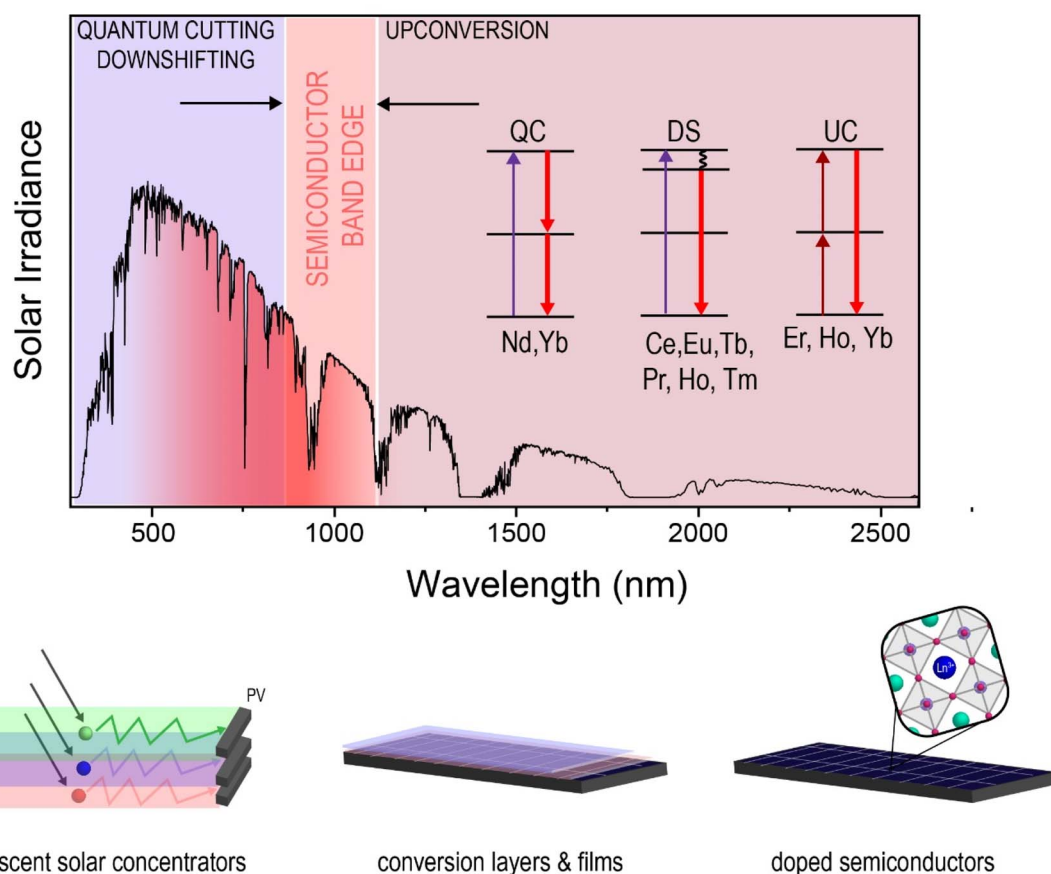 QUANTUM CUTTING
DOWNSHIFTING
UPCONVERSION
SEMICONDUCTOR
BAND EDGE
Solar Irradiance
QC
DS
UC
Nd,Yb
Ce,Eu,Tb,
Pr, Ho, Tm
Er, Ho, Yb
500
1000
1500
2000
2500
Wavelength (nm)
PV
Ln³⁺
scent solar concentrators
conversion layers & films
doped semiconductors